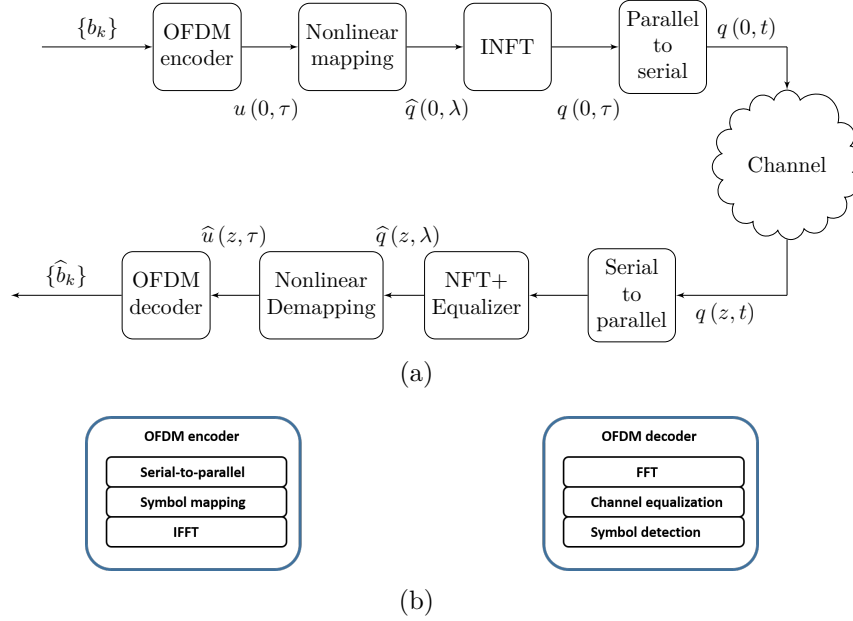 {b_k}
OFDM
encoder
u (0, τ)
Nonlinear
mapping
q̂ (0, λ)
INFT
q (0, τ)
Parallel
to
serial
q (0, t)
Channel
q (z, t)
Serial
to
parallel
NFT+
Equalizer
q̂ (z, λ)
Nonlinear
Demapping
û (z, τ)
OFDM
decoder
{b̂_k}
(a)
OFDM encoder
Serial-to-parallel
Symbol mapping
IFFT
OFDM decoder
FFT
Channel equalization
Symbol detection
(b)